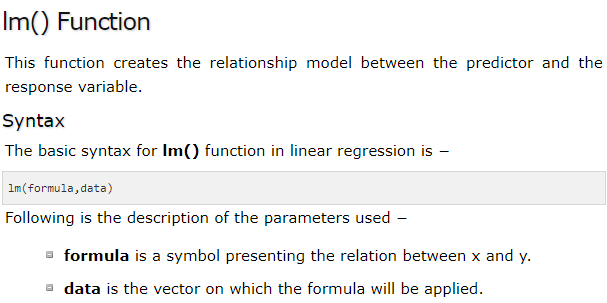 lm() Function
This function creates the relationship model between the predictor and the
response variable.
Syntax
The basic syntax for lm() function in linear regression is −
lm(formula,data)
Following is the description of the parameters used −
formula is a symbol presenting the relation between x and y.
data is the vector on which the formula will be applied.